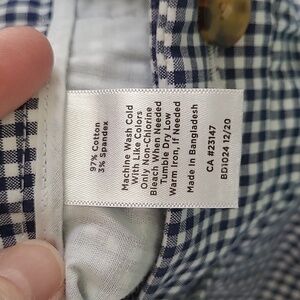 97% Cotton
3% Spandex
Machine Wash Cold
With Like Colors
Only Non-Chlorine
Bleach When Needed
Tumble Dry Low
Warm Iron, If Needed
Made In Bangladesh
CA #23147
BD1024 12/20